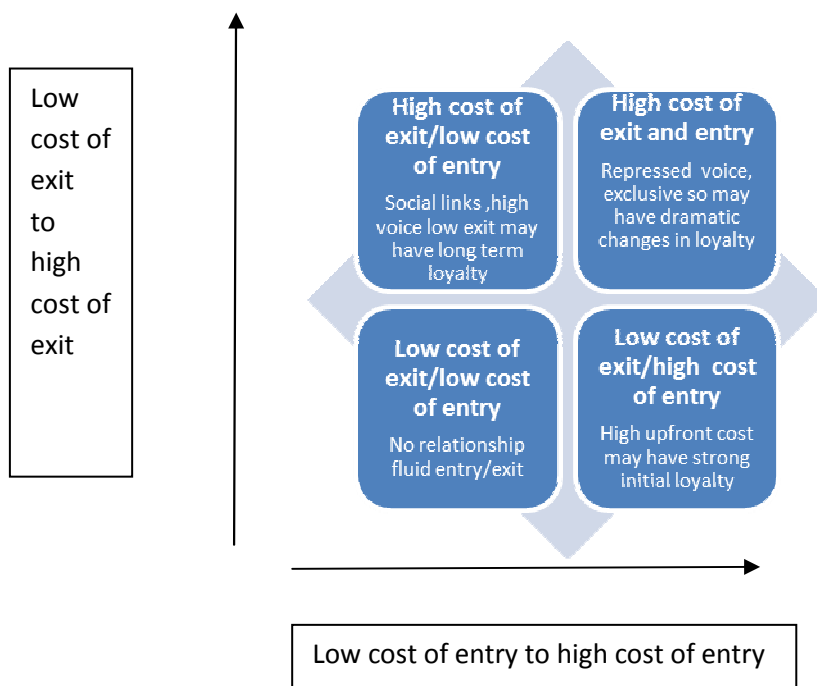 Low
cost of
exit
to
high
cost of
exit
High cost of
exit/low cost
of entry
Social links ,high
voice low exit may
have long term
loyalty
High cost of
exit and entry
Repressed voice,
exclusive so may
have dramatic
changes in loyalty
Low cost of
exit/low cost of
entry
No relationship
fluid entry/exit
Low cost of
exit/high cost
of entry
High upfront cost
may have strong
initial loyalty
Low cost of entry to high cost of entry